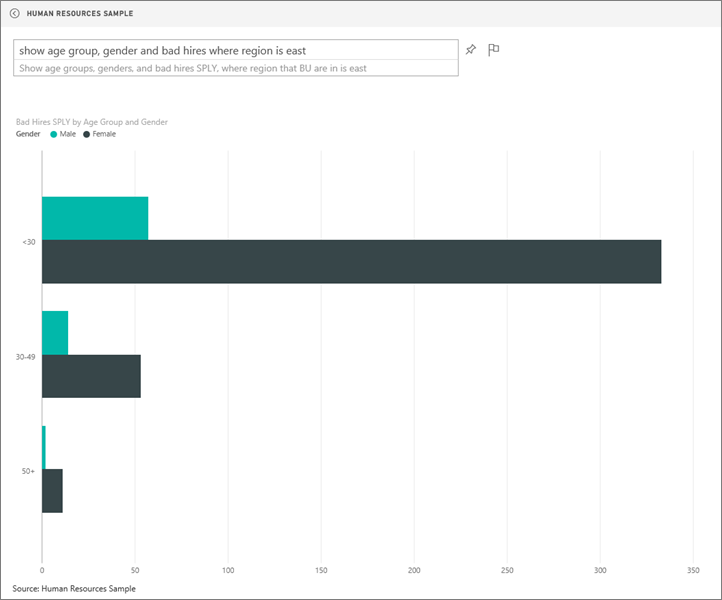 HUMAN RESOURCES SAMPLE
show age group, gender and bad hires where region is east
Show age groups, genders, and bad hires SPLY, where region that BU are in is east
Bad Hires SPLY by Age Group and Gender
Gender Male Female
<30
30-49
50+
0 50 100 150 200 250 300 350
Source: Human Resources Sample